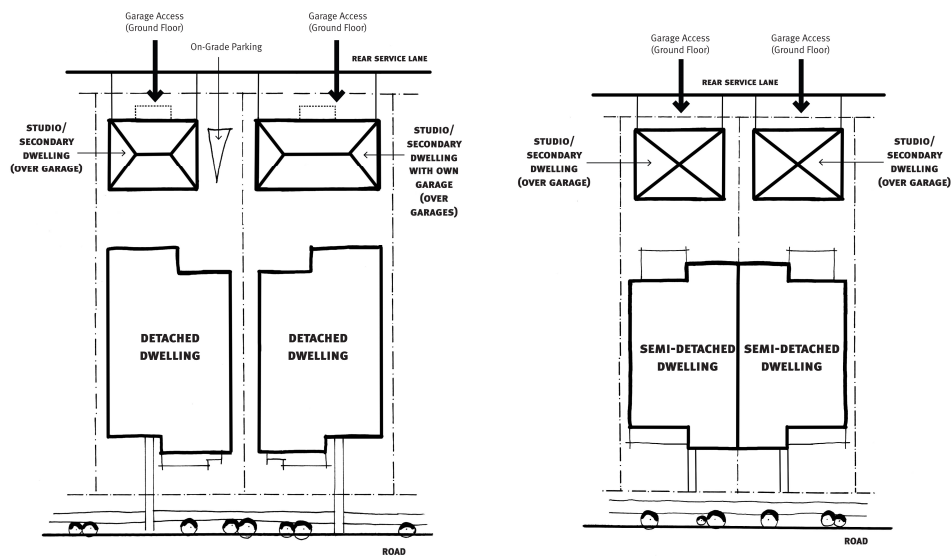 Garage Access
(Ground Floor)
On-Grade Parking
Garage Access
(Ground Floor)
REAR SERVICE LANE
STUDIO/
SECONDARY
DWELLING
(OVER GARAGE)
STUDIO/
SECONDARY
DWELLING
WITH OWN
GARAGE
(OVER
GARAGES)
DETACHED
DWELLING
DETACHED
DWELLING
ROAD
Garage Access
(Ground Floor)
Garage Access
(Ground Floor)
REAR SERVICE LANE
STUDIO/
SECONDARY
DWELLING
(OVER GARAGE)
STUDIO/
SECONDARY
DWELLING
(OVER GARAGE)
SEMI-DETACHED
DWELLING
SEMI-DETACHED
DWELLING
ROAD